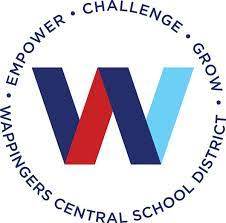 • EMPOWER • CHALLENGE • GROW •
WAPPINGERS CENTRAL SCHOOL DISTRICT
W